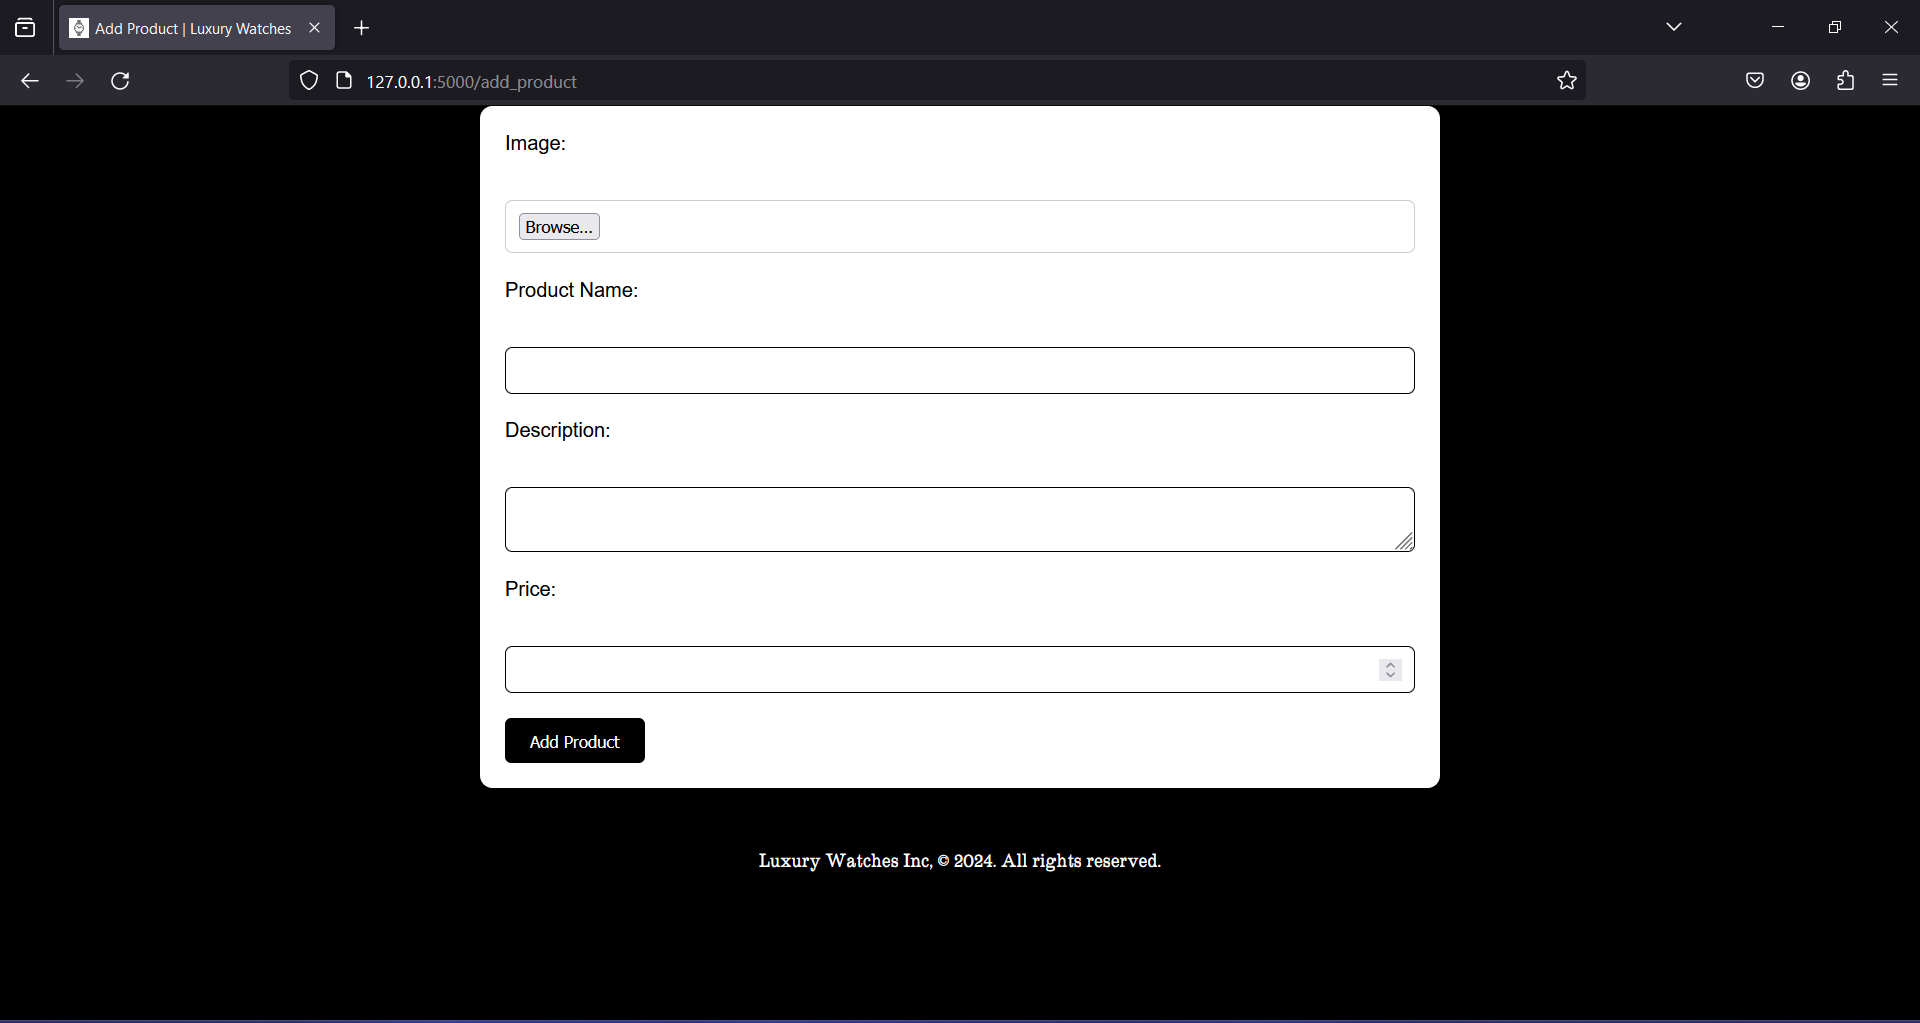 Add Product | Luxury Watches
127.0.0.1:5000/add_product
Image:
Browse...
Product Name:
Description:
Price:
Add Product
Luxury Watches Inc, © 2024. All rights reserved.